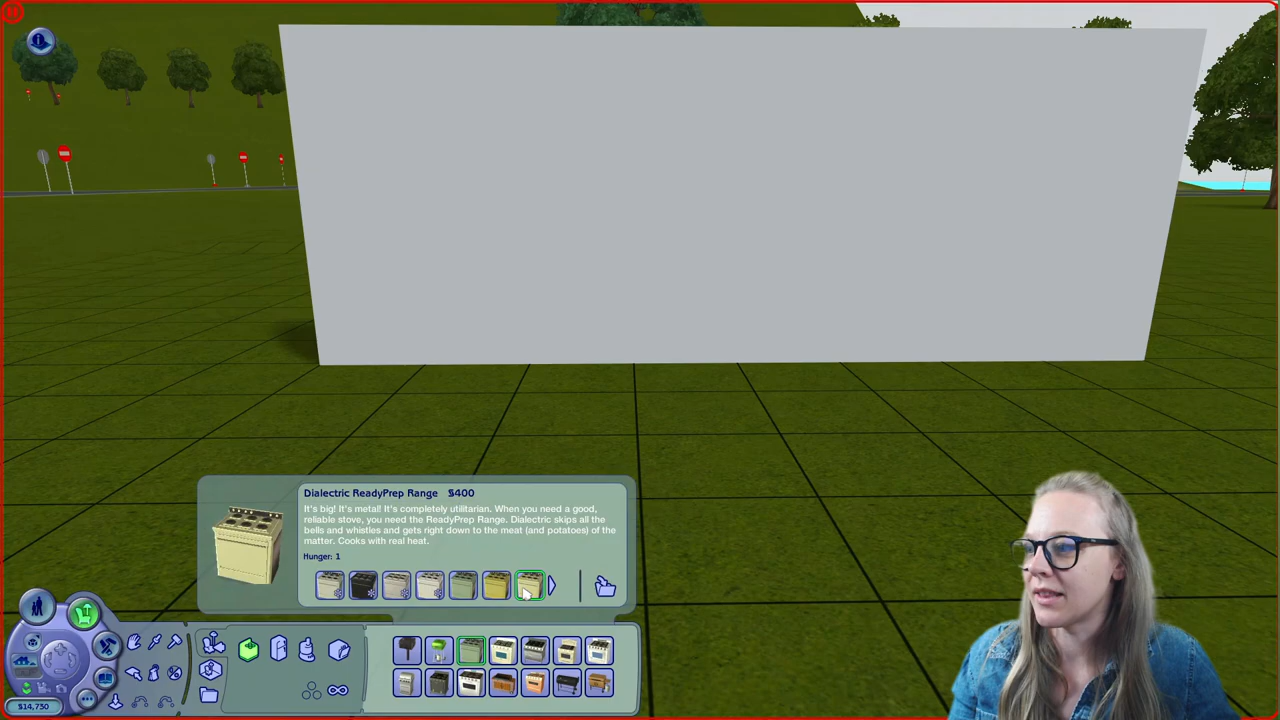 Dialectric ReadyPrep Range §400
It's big! It's metal! It's completely utilitarian. When you need a good,
reliable stove, you need the ReadyPrep Range. Dialectric skips all the
bells and whistles and gets right down to the meat (and potatoes) of the
matter. Cooks with real heat.
Hunger: 1
§14,730